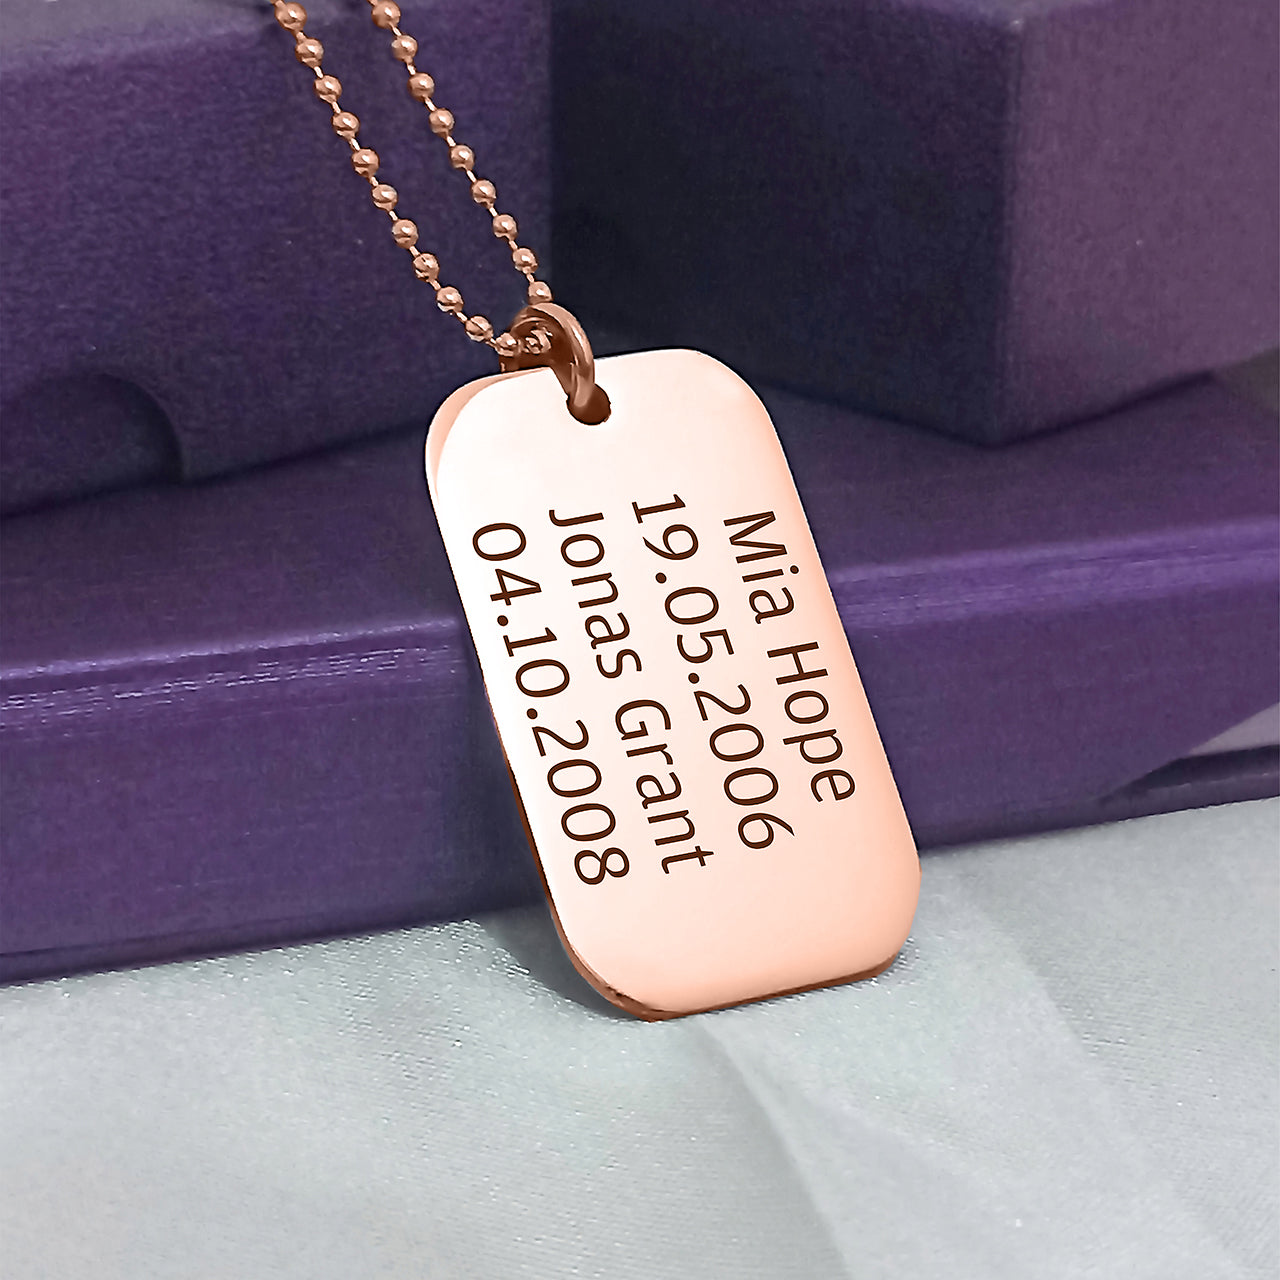 Mia Hope
19.05.2006
Jonas Grant
04.10.2008